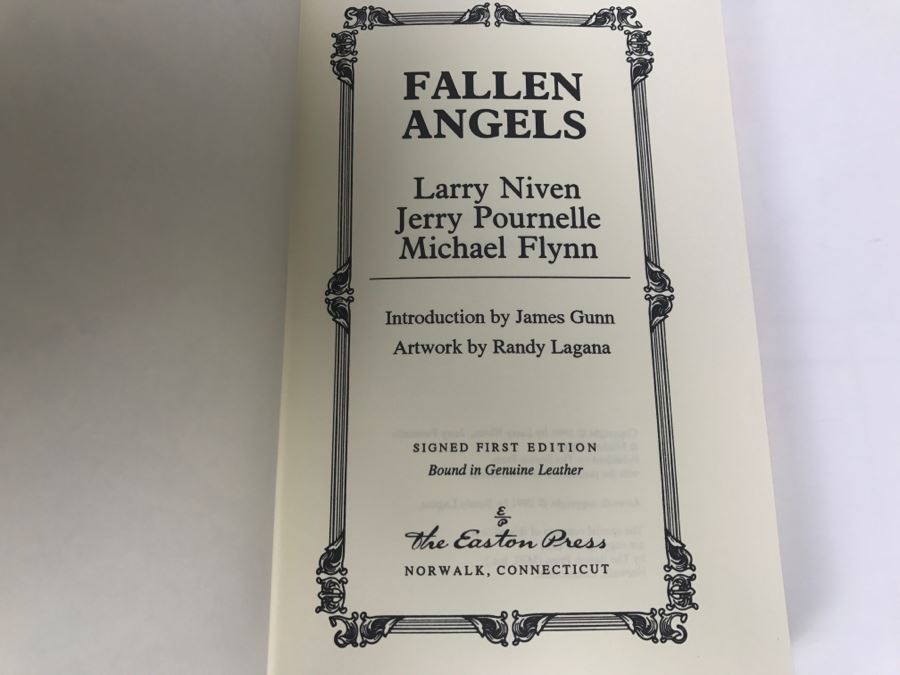 FALLEN
ANGELS
Larry Niven
Jerry Pournelle
Michael Flynn
Introduction by James Gunn
Artwork by Randy Lagana
SIGNED FIRST EDITION
Bound in Genuine Leather
E
P
The Easton Press
NORWALK, CONNECTICUT